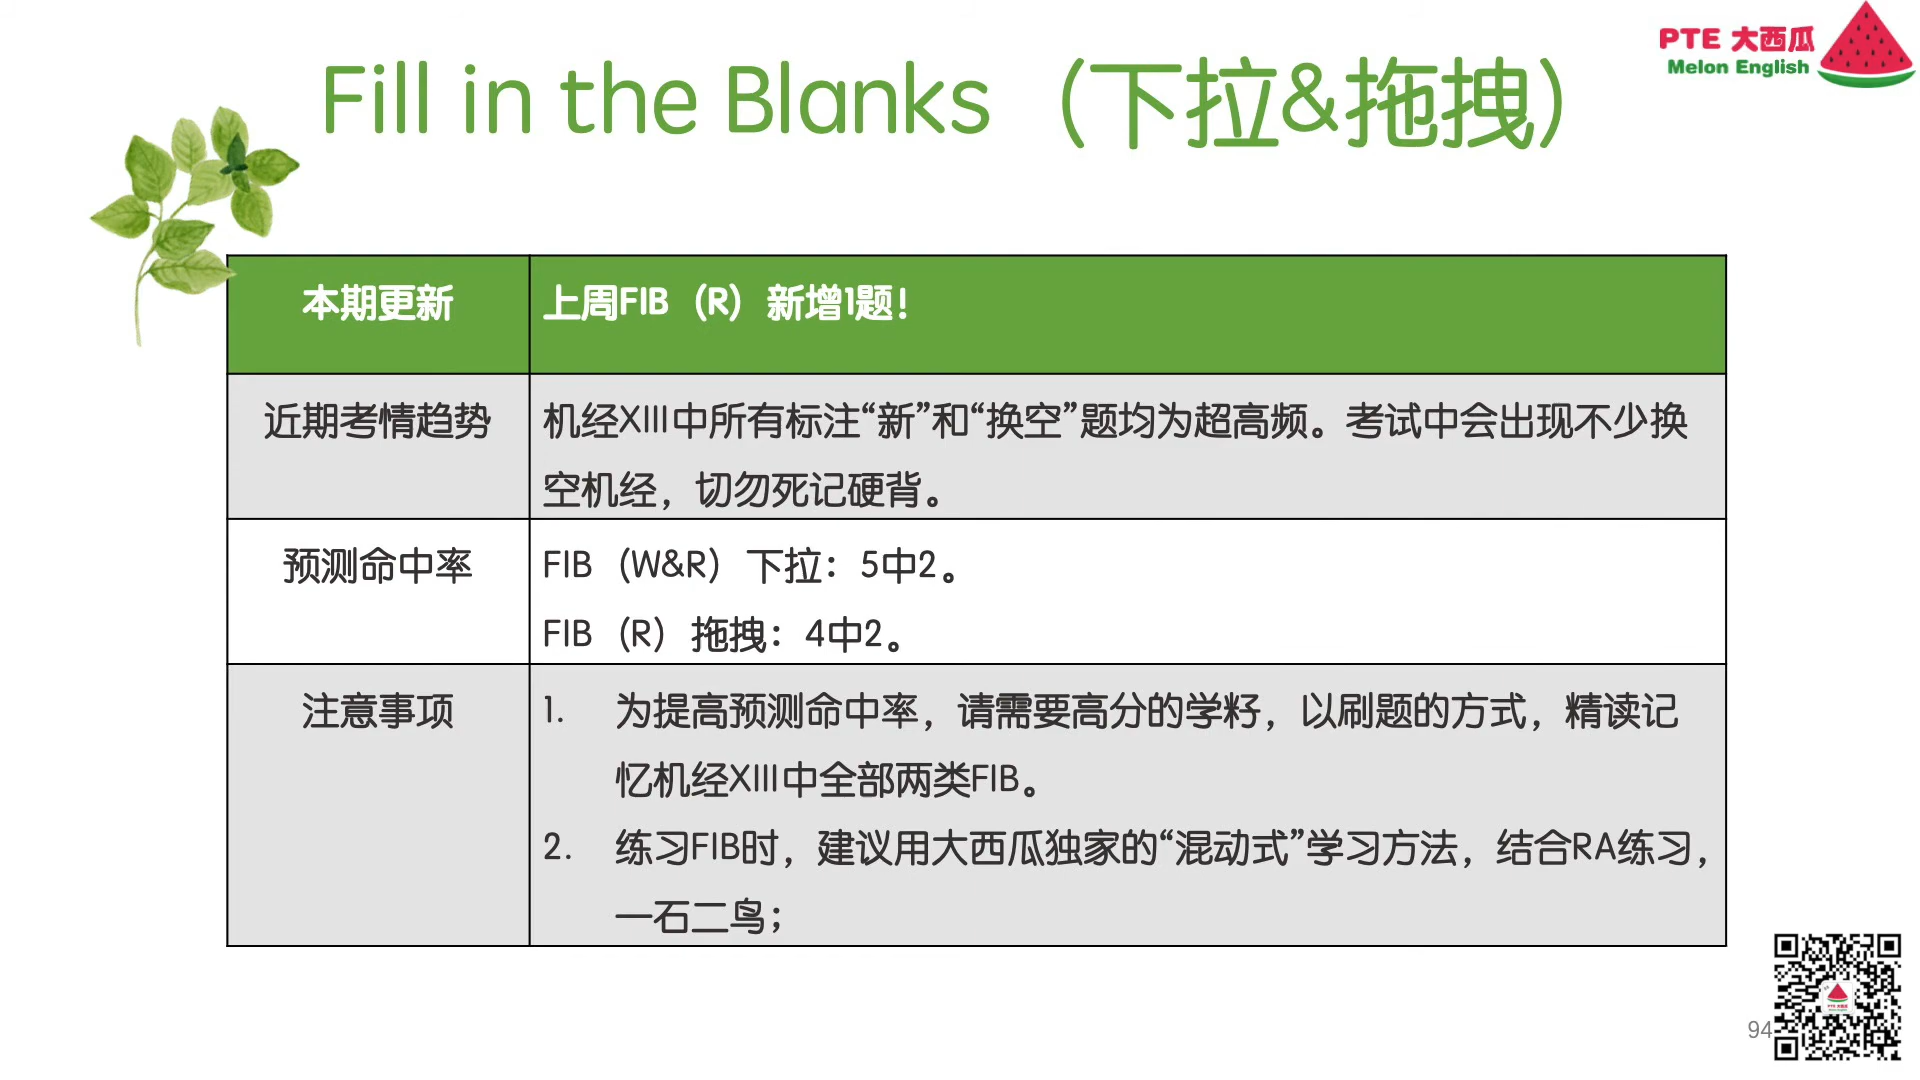 PTE 大西瓜
Melon English
Fill in the Blanks（下拉&拖拽）
本期更新
上周FIB（R）新增1题！
近期考情趋势
机经XIII中所有标注“新”和“换空”题均为超高频。考试中会出现不少换
空机经，切勿死记硬背。
预测命中率
FIB（W&R）下拉：5中2。
FIB（R）拖拽：4中2。
注意事项
1. 为提高预测命中率，请需要高分的学籽，以刷题的方式，精读记
忆机经XIII中全部两类FIB。
2. 练习FIB时，建议用大西瓜独家的“混动式”学习方法，结合RA练习，
一石二鸟；
94